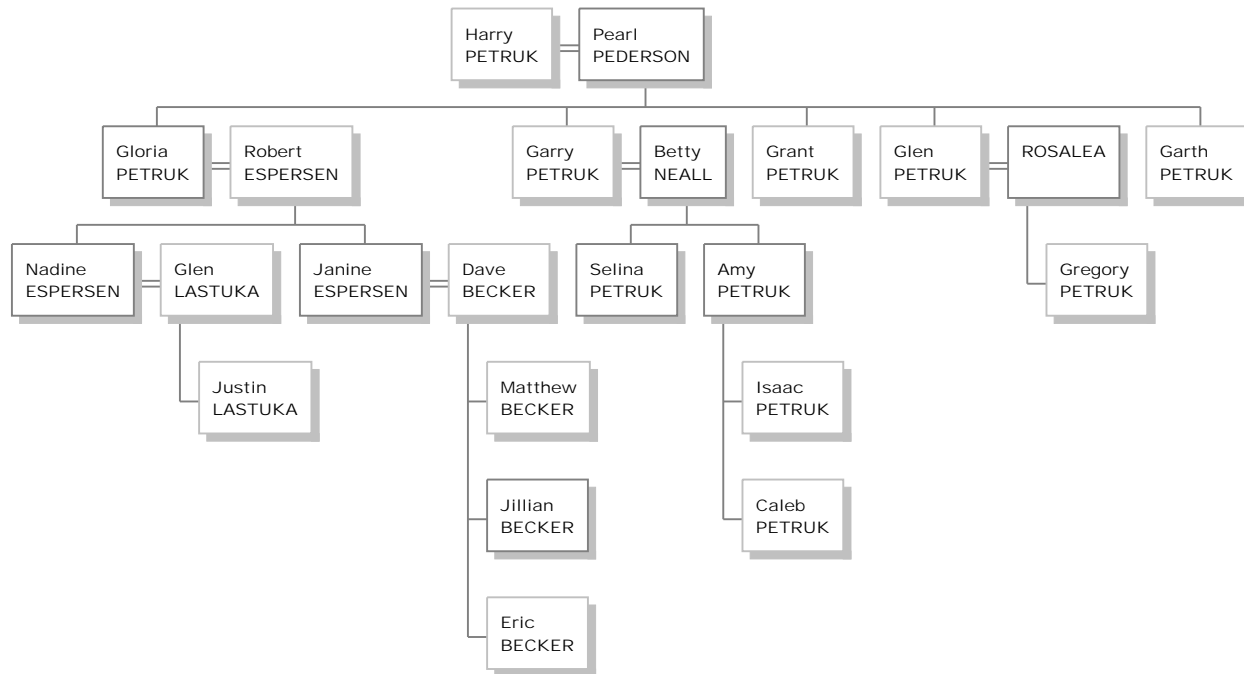 Harry
PETRUK
Pearl
PEDERSON
Gloria
PETRUK
Robert
ESPERSEN
Garry
PETRUK
Betty
NEALL
Grant
PETRUK
Glen
PETRUK
ROSALEA
Garth
PETRUK
Nadine
ESPERSEN
Glen
LASTUKA
Janine
ESPERSEN
Dave
BECKER
Selina
PETRUK
Amy
PETRUK
Gregory
PETRUK
Justin
LASTUKA
Matthew
BECKER
Isaac
PETRUK
Jillian
BECKER
Caleb
PETRUK
Eric
BECKER